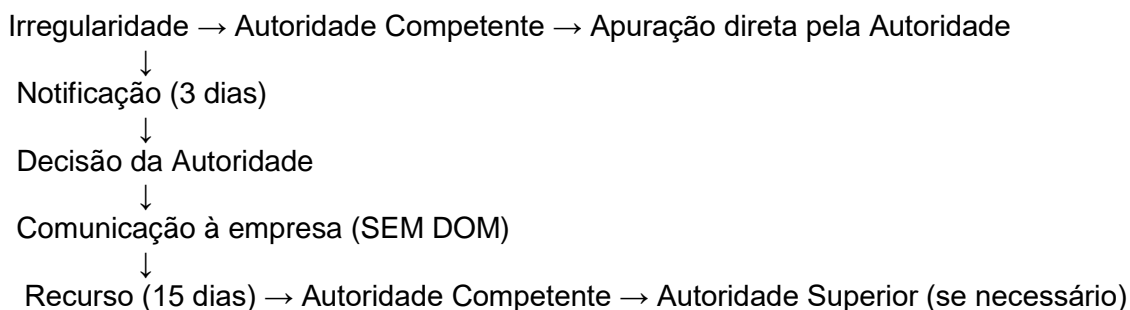 Irregularidade → Autoridade Competente → Apuração direta pela Autoridade
↓
Notificação (3 dias)
↓
Decisão da Autoridade
↓
Comunicação à empresa (SEM DOM)
↓
Recurso (15 dias) → Autoridade Competente → Autoridade Superior (se necessário)